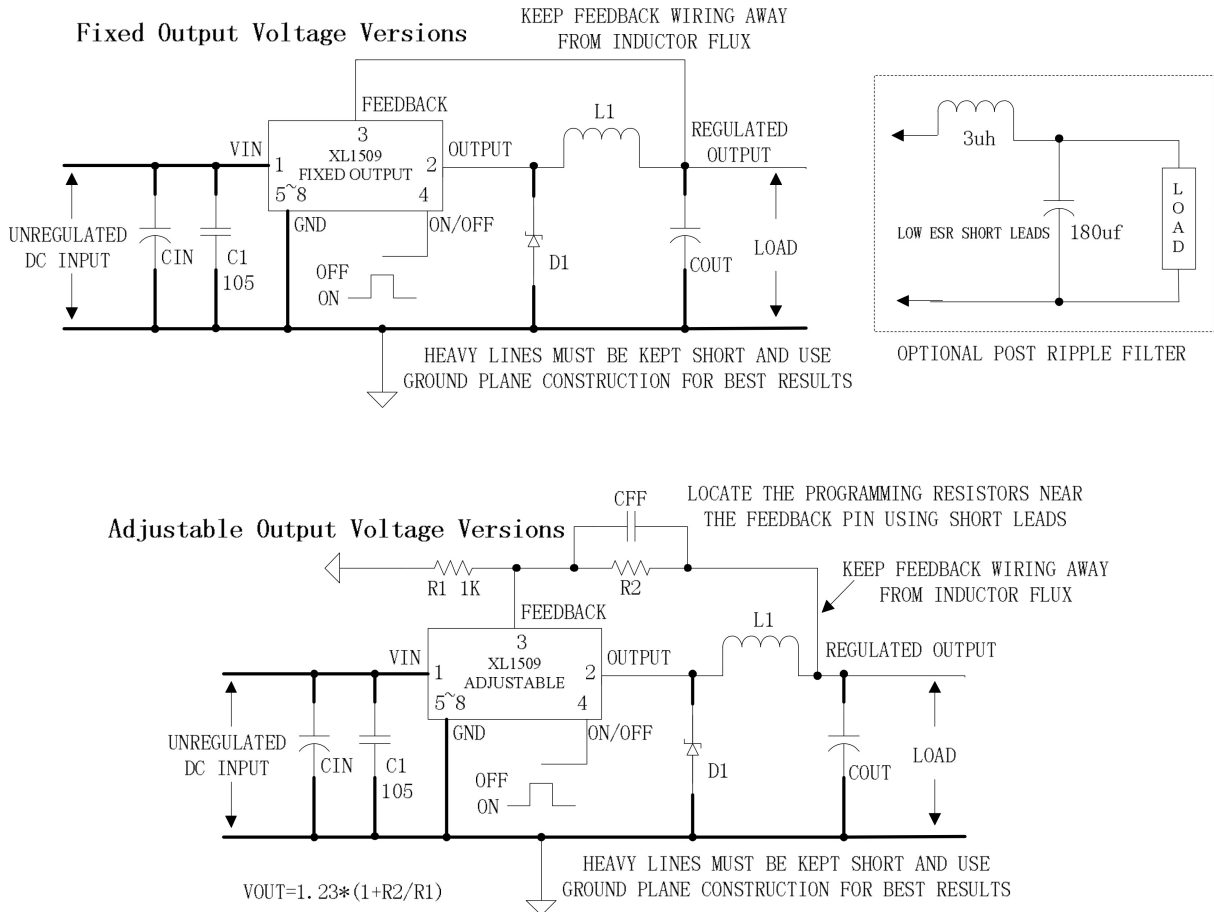 Fixed Output Voltage Versions
KEEP FEEDBACK WIRING AWAY
FROM INDUCTOR FLUX
FEEDBACK
3
L1
VIN
1
XL1509
FIXED OUTPUT
2
OUTPUT
REGULATED
OUTPUT
5~8
4
GND
ON/OFF
UNREGULATED
DC INPUT
CIN
C1
105
OFF
ON
D1
COUT
LOAD
HEAVY LINES MUST BE KEPT SHORT AND USE
GROUND PLANE CONSTRUCTION FOR BEST RESULTS
3uh
LOW ESR SHORT LEADS
180uf
LOAD
OPTIONAL POST RIPPLE FILTER
Adjustable Output Voltage Versions
CFF
LOCATE THE PROGRAMMING RESISTORS NEAR
THE FEEDBACK PIN USING SHORT LEADS
R1 1K
R2
KEEP FEEDBACK WIRING AWAY
FROM INDUCTOR FLUX
FEEDBACK
3
L1
VIN
1
XL1509
ADJUSTABLE
2
OUTPUT
REGULATED OUTPUT
5~8
4
GND
ON/OFF
UNREGULATED
DC INPUT
CIN
C1
105
OFF
ON
D1
COUT
LOAD
HEAVY LINES MUST BE KEPT SHORT AND USE
GROUND PLANE CONSTRUCTION FOR BEST RESULTS
VOUT=1.23*(1+R2/R1)